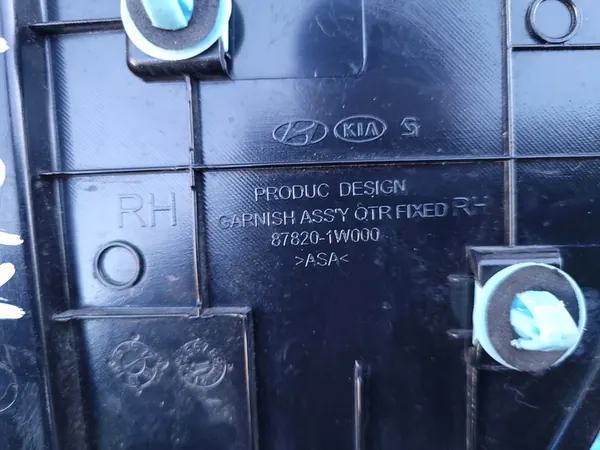 KIA
RH
PRODUC DESIGN
GARNISH ASS'Y QTR FIXED RH
87820-1W000
>ASA<